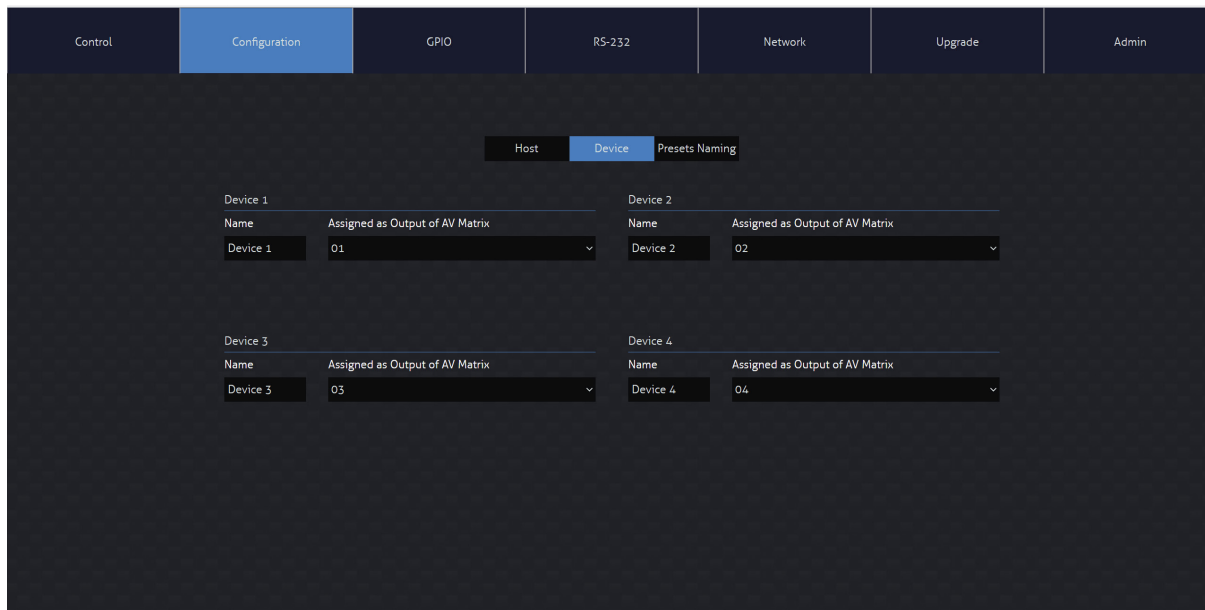 Control Configuration GPIO RS-232 Network Upgrade Admin
Host Device Presets Naming
Device 1
Name Assigned as Output of AV Matrix
Device 1 01
Device 2
Name Assigned as Output of AV Matrix
Device 2 02
Device 3
Name Assigned as Output of AV Matrix
Device 3 03
Device 4
Name Assigned as Output of AV Matrix
Device 4 04